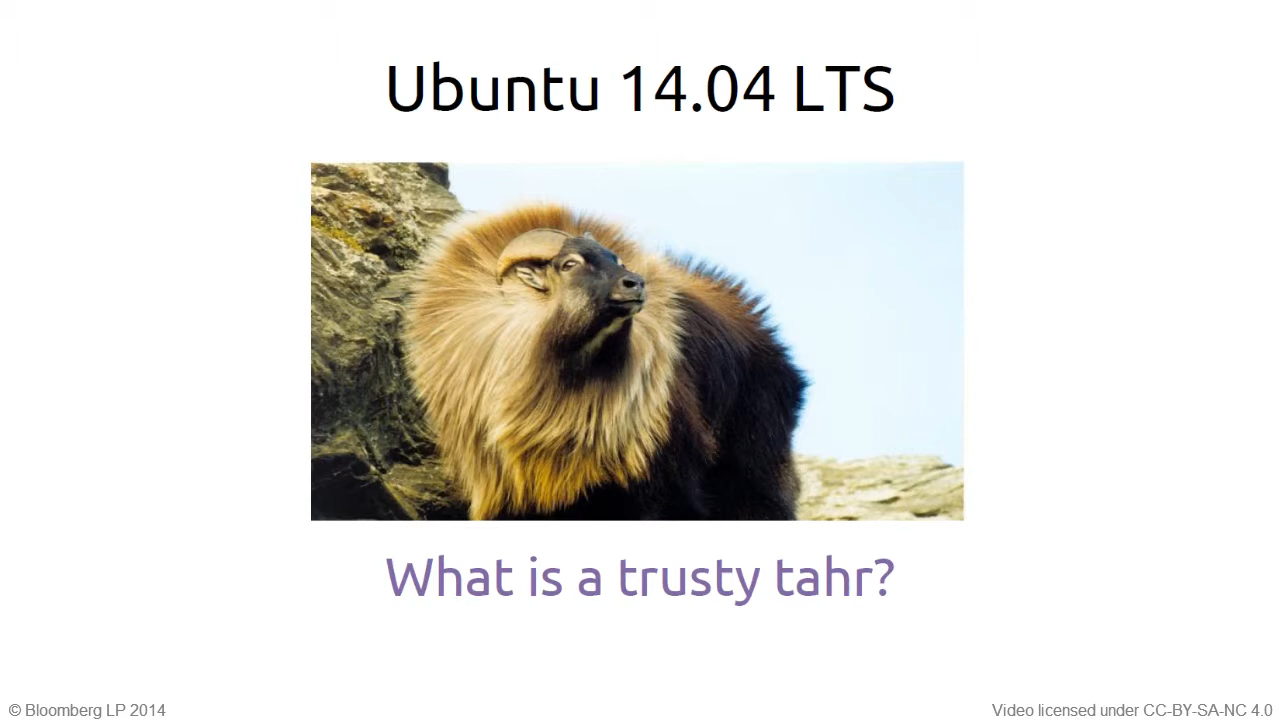 Ubuntu 14.04 LTS
What is a trusty tahr?
© Bloomberg LP 2014
Video licensed under CC-BY-SA-NC 4.0